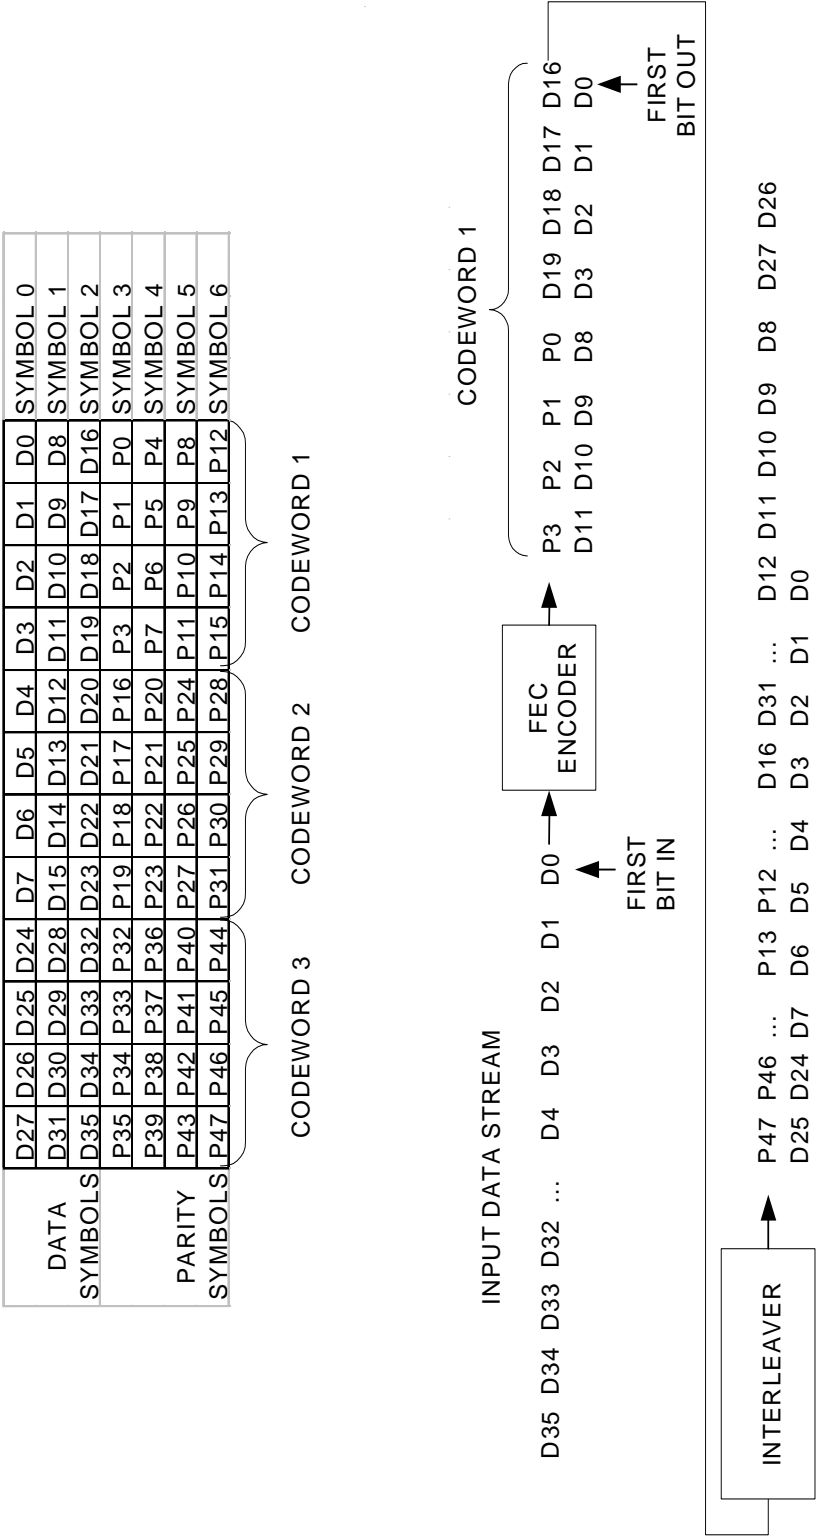 D27 D26 D25 D24 D7 D6 D5 D4 D3 D2 D1 D0 SYMBOL 0
DATA D31 D30 D29 D28 D15 D14 D13 D12 D11 D10 D9 D8 SYMBOL 1
SYMBOLS D35 D34 D33 D32 D23 D22 D21 D20 D19 D18 D17 D16 SYMBOL 2
P35 P34 P33 P32 P19 P18 P17 P16 P3 P2 P1 P0 SYMBOL 3
P39 P38 P37 P36 P23 P22 P21 P20 P7 P6 P5 P4 SYMBOL 4
PARITY P43 P42 P41 P40 P27 P26 P25 P24 P11 P10 P9 P8 SYMBOL 5
SYMBOLS P47 P46 P45 P44 P31 P30 P29 P28 P15 P14 P13 P12 SYMBOL 6
CODEWORD 3 CODEWORD 2 CODEWORD 1
INPUT DATA STREAM
D35 D34 D33 D32 ... D4 D3 D2 D1 D0
FIRST
BIT IN
FEC
ENCODER
CODEWORD 1
P3 P2 P1 P0 D19 D18 D17 D16
D11 D10 D9 D8 D3 D2 D1 D0
FIRST
BIT OUT
INTERLEAVER
P47 P46 ... P13 P12 ... D16 D31 ... D12 D11 D10 D9 D8 D27 D26
D25 D24 D7 D6 D5 D4 D3 D2 D1 D0